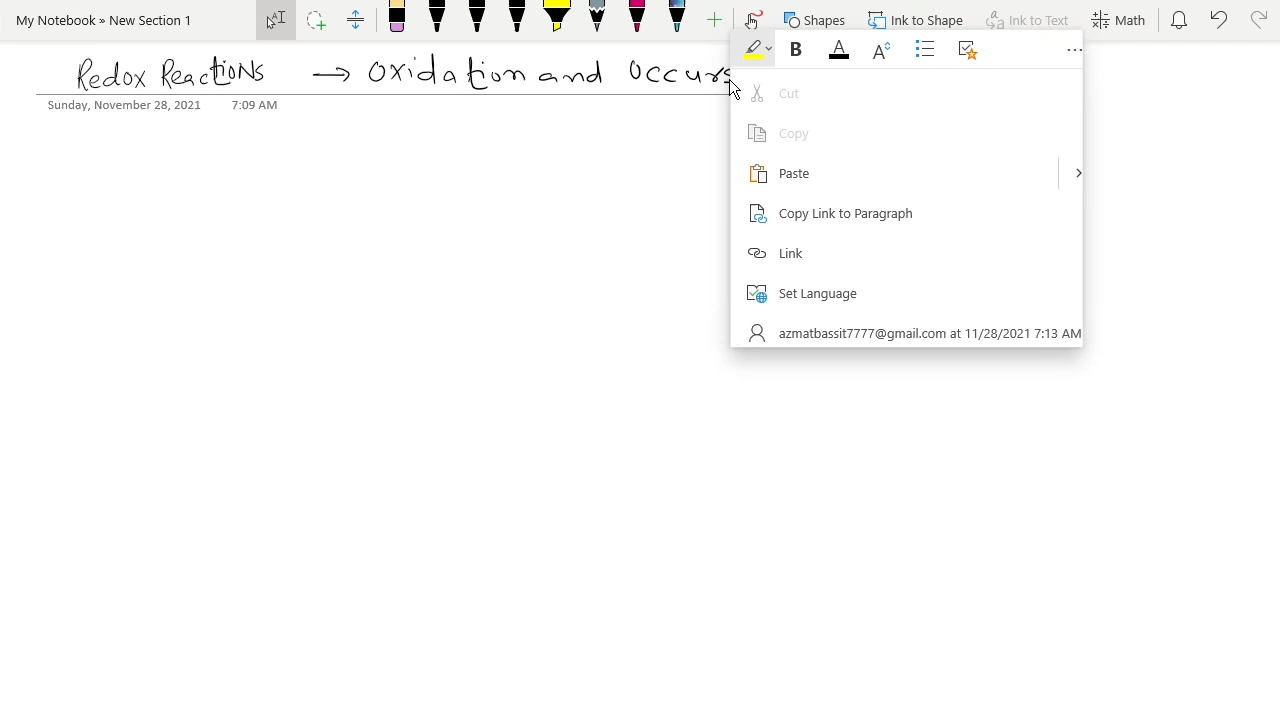 My Notebook » New Section 1 Shapes Ink to Shape Ink to Text Math
Redox Reactions → Oxidation and Occurs
Sunday, November 28, 2021 7:09 AM
Cut
Copy
Paste
Copy Link to Paragraph
Link
Set Language
azmatbassit7777@gmail.com at 11/28/2021 7:13 AM